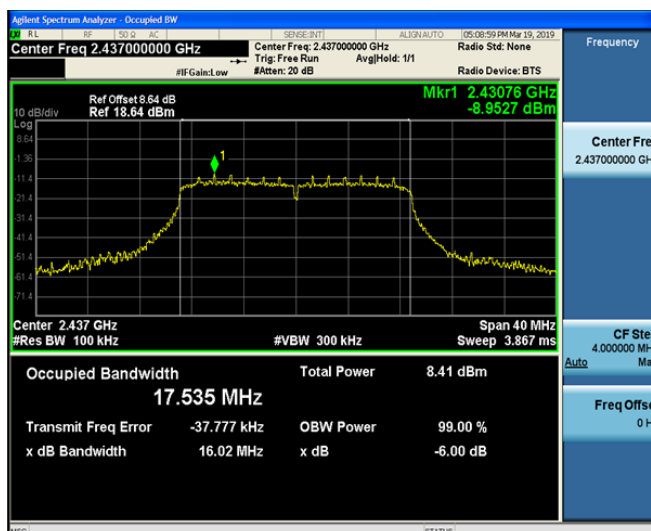 Agilent Spectrum Analyzer - Occupied BW
LXI RL RF 50 Ω AC SENSE:INT ALIGN AUTO 05:08:59 PM Mar 19, 2019
Center Freq 2.437000000 GHz
Center Freq: 2.437000000 GHz
Radio Std: None
Trig: Free Run Avg|Hold: 1/1
#IFGain:Low #Atten: 20 dB Radio Device: BTS
Frequency
Mkr1 2.43076 GHz
-8.9527 dBm
Ref Offset 8.64 dB
10 dB/div Ref 18.64 dBm
Log
8.64
-1.36
-11.4
-21.4
-31.4
-41.4
-51.4
-61.4
-71.4
1
Center Fre
2.437000000 GH
Center 2.437 GHz Span 40 MHz
#Res BW 100 kHz #VBW 300 kHz Sweep 3.867 ms
CF Ste
4.000000 MH
Auto Ma
Occupied Bandwidth Total Power 8.41 dBm
17.535 MHz
Transmit Freq Error -37.777 kHz OBW Power 99.00 %
x dB Bandwidth 16.02 MHz x dB -6.00 dB
Freq Offs
0 H
MSG STATUS